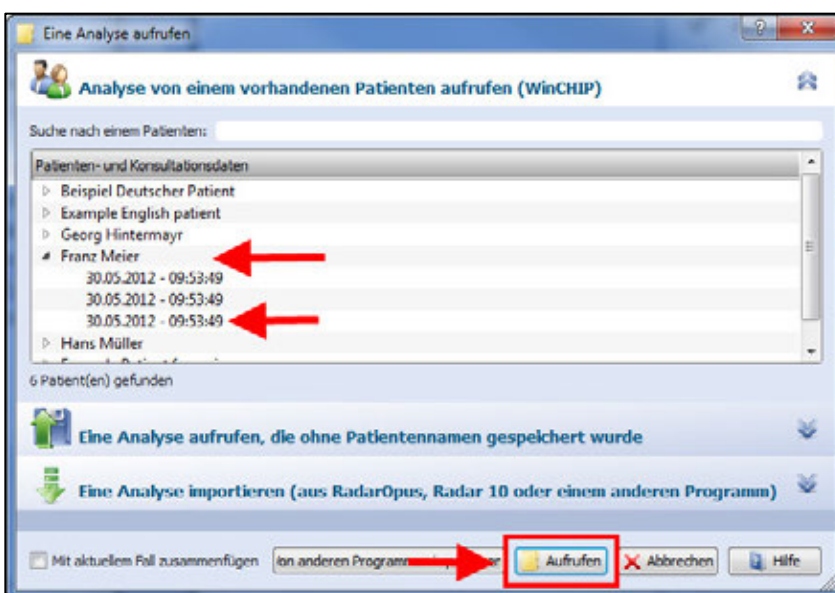 Eine Analyse aufrufen
Analyse von einem vorhandenen Patienten aufrufen (WinCHIP)
Suche nach einem Patienten:
Patienten- und Konsultationsdaten
Beispiel Deutscher Patient
Example English patient
Georg Hintermayr
Franz Meier
30.05.2012 - 09:53:49
30.05.2012 - 09:53:49
30.05.2012 - 09:53:49
Hans Müller
6 Patient(en) gefunden
Eine Analyse aufrufen, die ohne Patientennamen gespeichert wurde
Eine Analyse importieren (aus RadarOpus, Radar 10 oder einem anderen Programm)
Mit aktuellem Fall zusammenfügen anderen Aufrufen Abbrechen Hilfe